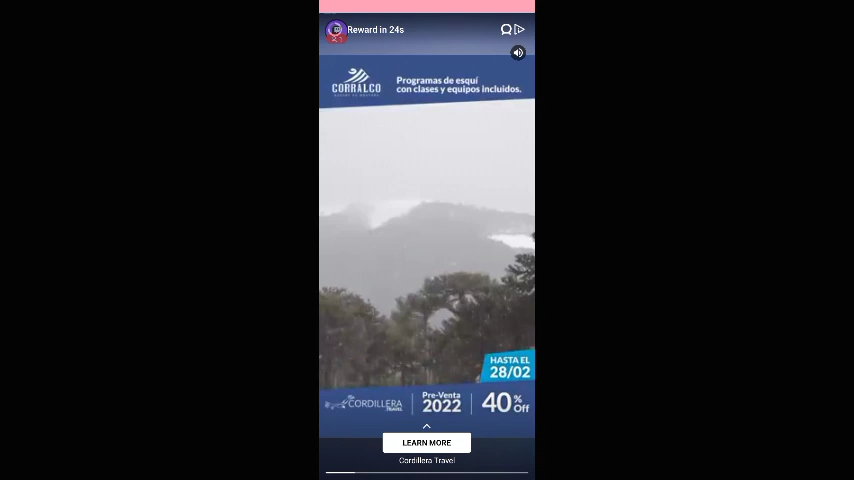 Reward in 24s
CORRALCO
Programas de esquí
con clases y equipos incluidos.
HASTA EL
28/02
CORDILLERA
TRAVEL
Pre-Venta
2022
40% Off
LEARN MORE
Cordillera Travel